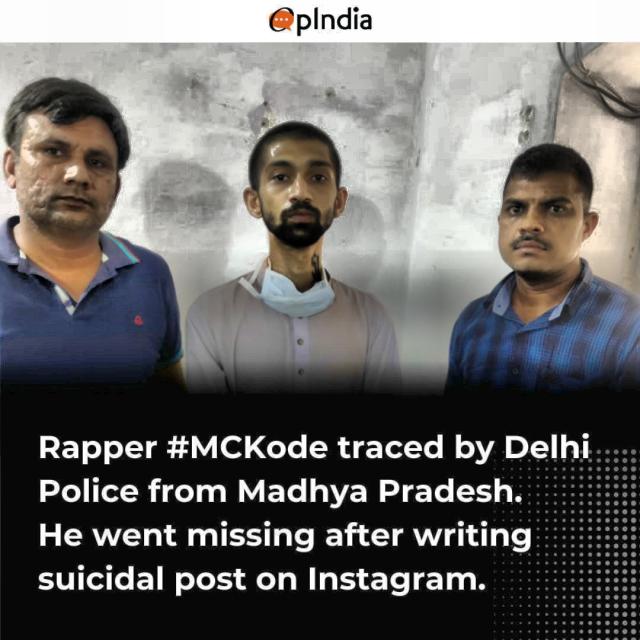 OpIndia
Rapper #MCKode traced by Delhi
Police from Madhya Pradesh.
He went missing after writing
suicidal post on Instagram.